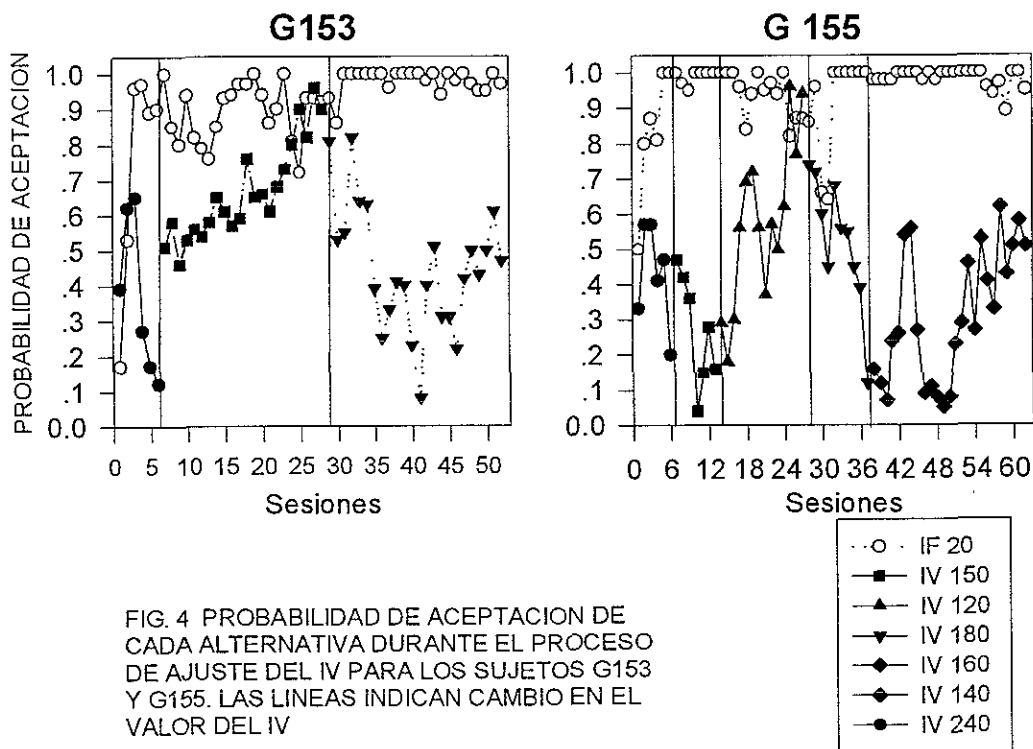 G153
G 155
PROBABILIDAD DE ACEPTACION
1.0
.9
.8
.7
.6
.5
.4
.3
.2
.1
0.0
0 5 10 15 20 25 30 35 40 45 50
Sesiones
1.0
.9
.8
.7
.6
.5
.4
.3
.2
.1
0.0
0 6 12 18 24 30 36 42 48 54 60
Sesiones
IF 20
IV 150
IV 120
IV 180
IV 160
IV 140
IV 240
FIG. 4 PROBABILIDAD DE ACEPTACION DE
CADA ALTERNATIVA DURANTE EL PROCESO
DE AJUSTE DEL IV PARA LOS SUJETOS G153
Y G155. LAS LINEAS INDICAN CAMBIO EN EL
VALOR DEL IV